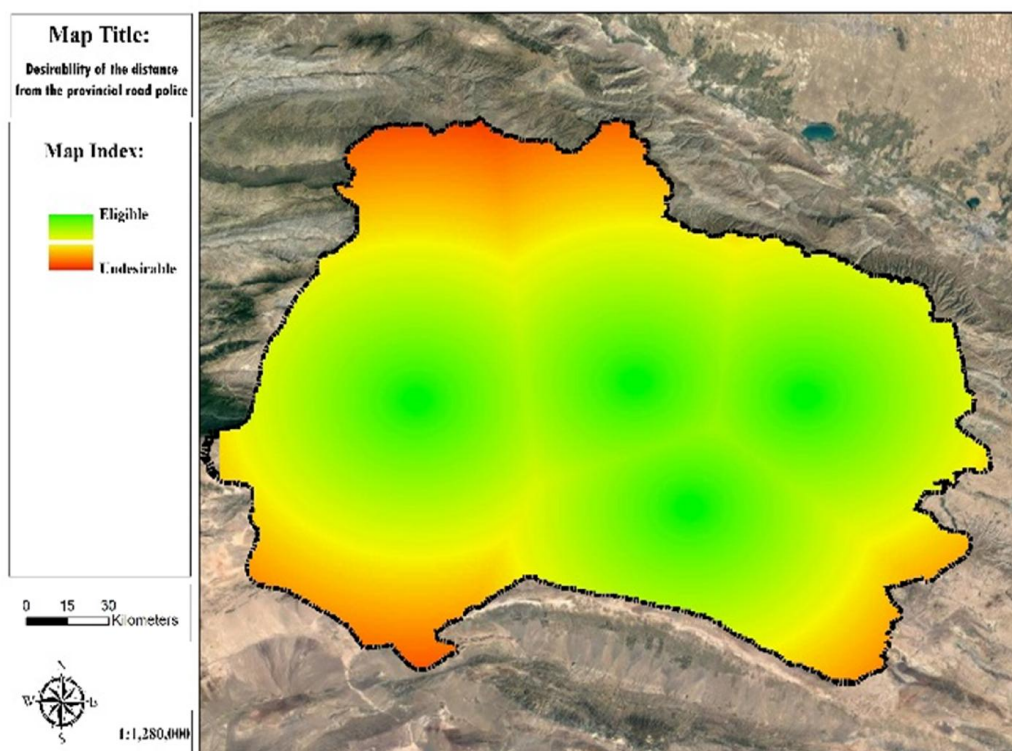 Map Title:
Desirability of the distance
from the provincial road police
Map Index:
Eligible
Undesirable
0 15 30
Kilometers
N
W E
S
1:1,280,000